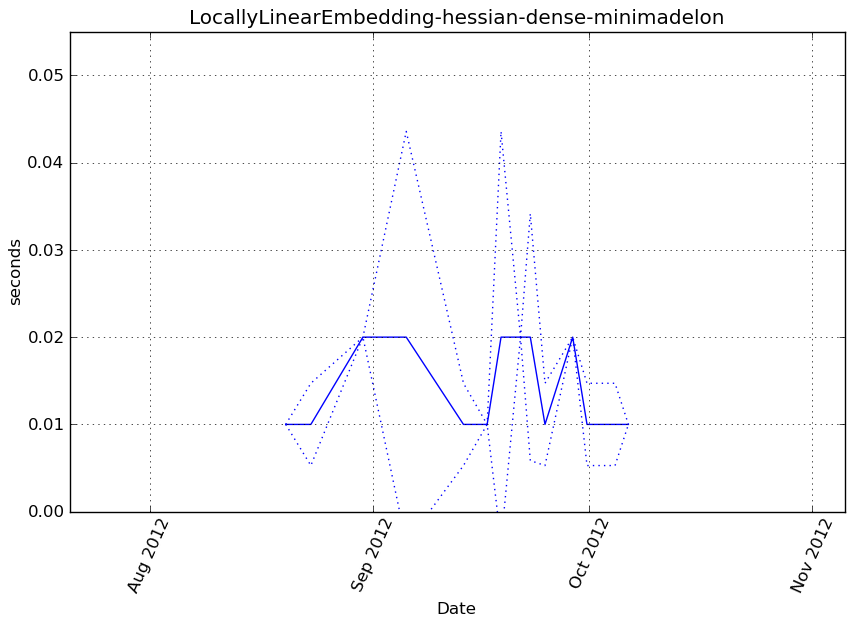 LocallyLinearEmbedding-hessian-dense-minimadelon
0.05
0.04
0.03
0.02
0.01
0.00
seconds
Aug 2012
Sep 2012
Oct 2012
Nov 2012
Date